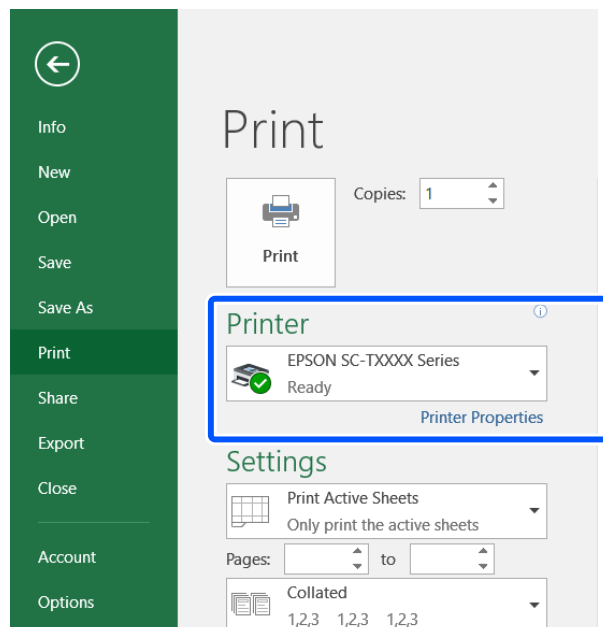 Info
New
Open
Save
Save As
Print
Share
Export
Close
Account
Options
Print
Copies: 1
Print
Printer
EPSON SC-TXXXX Series
Ready
Printer Properties
Settings
Print Active Sheets
Only print the active sheets
Pages: to
Collated
1,2,3 1,2,3 1,2,3